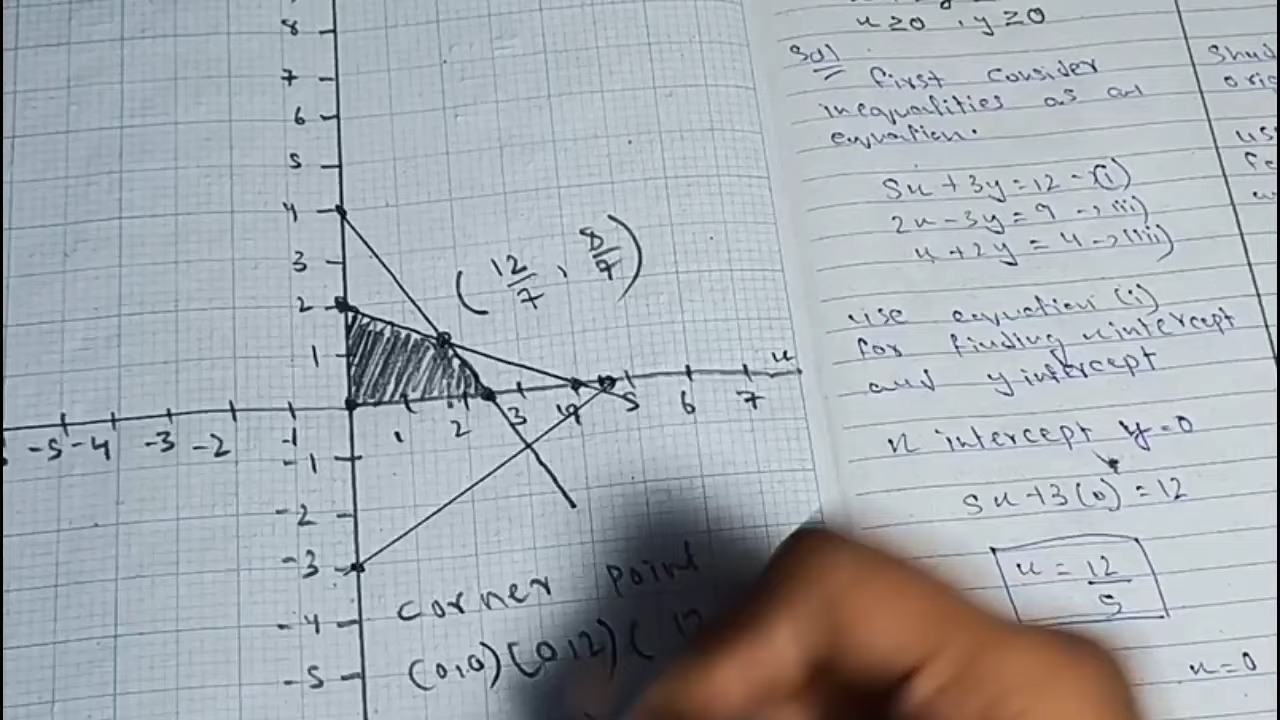 8
7
6
5
4
3
2
1
-5 -4 -3 -2 -1
1 2 3 4 5 6 7 x
-1
-2
-3
-4
-5
(12/7, 8/7)
corner point
(0,0) (0,2) (12
x≥0, y≥0
Sol
first consider
inequalities as an
equation.
5x + 3y = 12 → (i)
2x - 3y = 9 → (ii)
x + 2y = 4 → (iii)
use equation (i)
for finding x intercept
and y intercept
x intercept y=0
5x + 3(0) = 12
x = 12/5
x=0